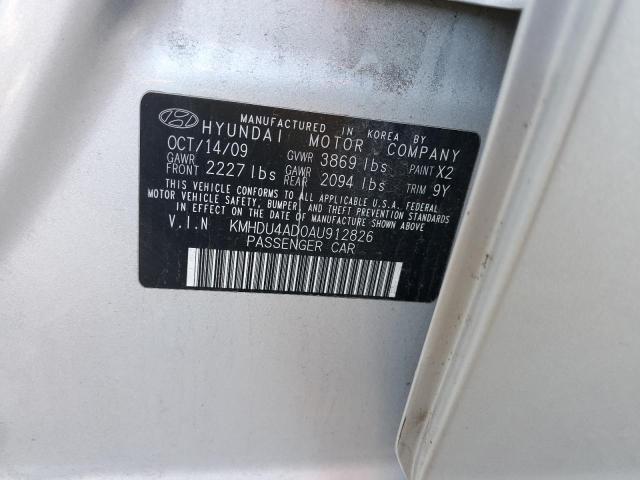 MANUFACTURED IN KOREA BY
HYUNDAI MOTOR COMPANY
OCT/14/09 GVWR 3869 lbs PAINT X2
GAWR FRONT 2227 lbs GAWR REAR 2094 lbs TRIM 9Y
THIS VEHICLE CONFORMS TO ALL APPLICABLE U.S.A. FEDERAL
MOTOR VEHICLE SAFETY, BUMPER, AND THEFT PREVENTION STANDARDS
IN EFFECT ON THE DATE OF MANUFACTURE SHOWN ABOVE
V.I.N KMHDU4AD0AU912826
PASSENGER CAR